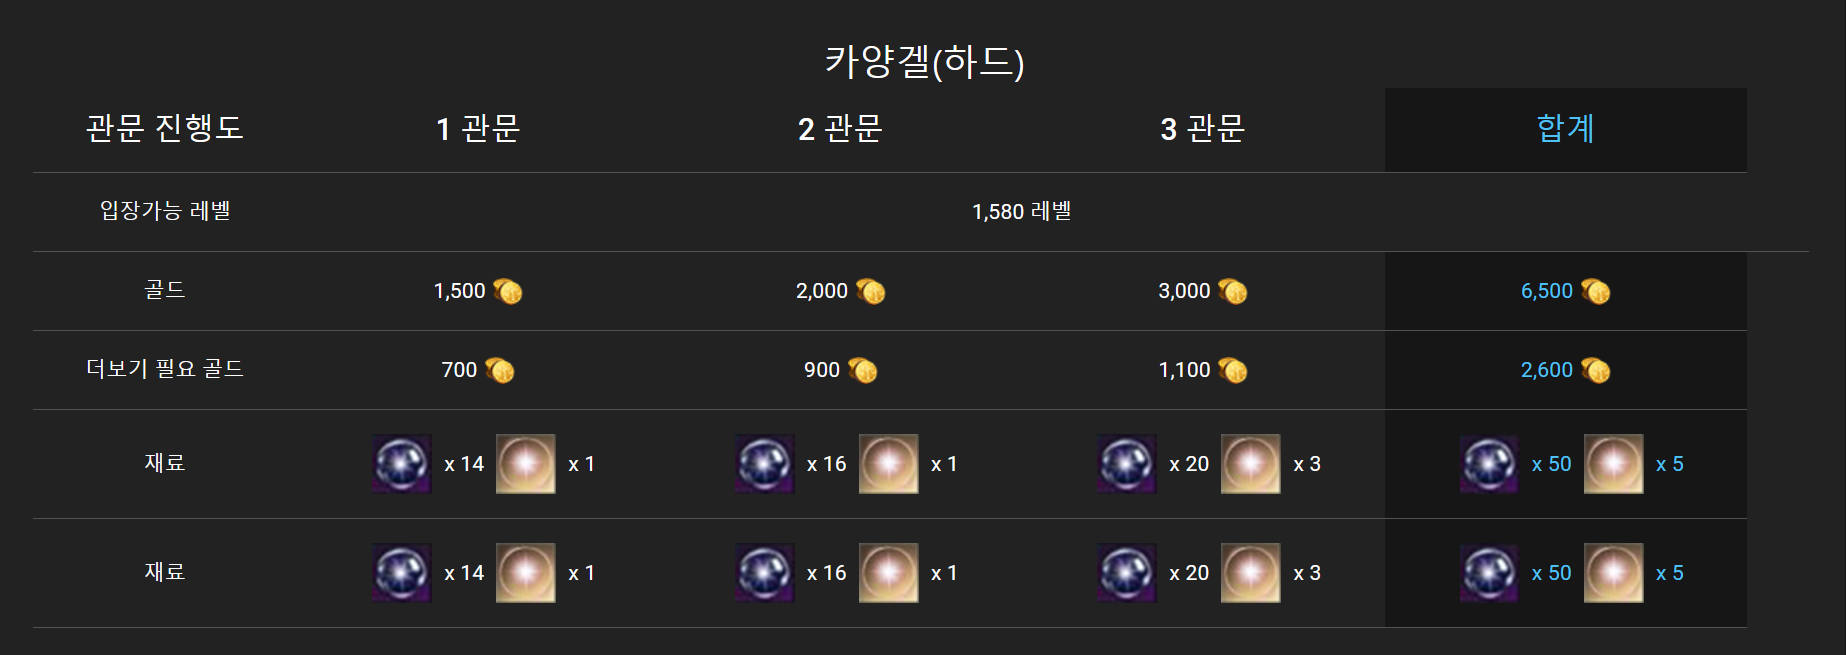 카양겔(하드)
관문 진행도 1 관문 2 관문 3 관문 합계
입장가능 레벨 1,580 레벨
골드 1,500 2,000 3,000 6,500
더보기 필요 골드 700 900 1,100 2,600
재료 x 14 x 1 x 16 x 1 x 20 x 3 x 50 x 5
재료 x 14 x 1 x 16 x 1 x 20 x 3 x 50 x 5